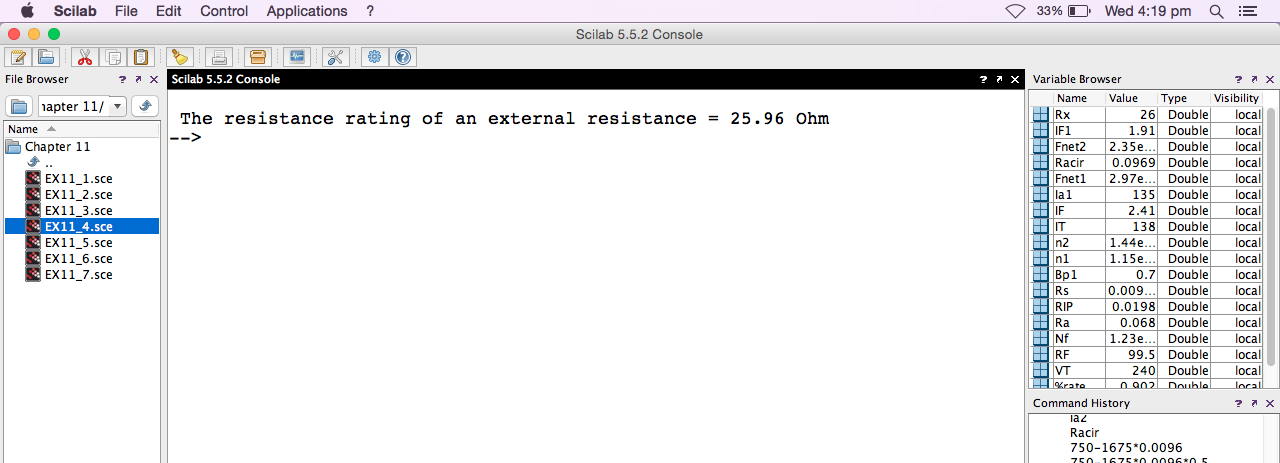 Scilab File Edit Control Applications ? 33% Wed 4:19 pm
Scilab 5.5.2 Console
File Browser ? Scilab 5.5.2 Console ? Variable Browser ?
hapter 11/
Name
Chapter 11
..
EX11_1.sce
EX11_2.sce
EX11_3.sce
EX11_4.sce
EX11_5.sce
EX11_6.sce
EX11_7.sce
The resistance rating of an external resistance = 25.96 Ohm
-->
Name Value Type Visibility
Rx 26 Double local
IF1 1.91 Double local
Fnet2 2.35e... Double local
Racir 0.0969 Double local
Fnet1 2.97e... Double local
Ia1 135 Double local
IF 2.41 Double local
IT 138 Double local
n2 1.44e... Double local
n1 1.15e... Double local
Bp1 0.7 Double local
Rs 0.009... Double local
RIP 0.0198 Double local
Ra 0.068 Double local
Nf 1.23e... Double local
RF 99.5 Double local
VT 240 Double local
%rate 0.902 Double local
Command History ?
Ia2
Racir
750-1675*0.0096
750-1675*0.0096*0.5